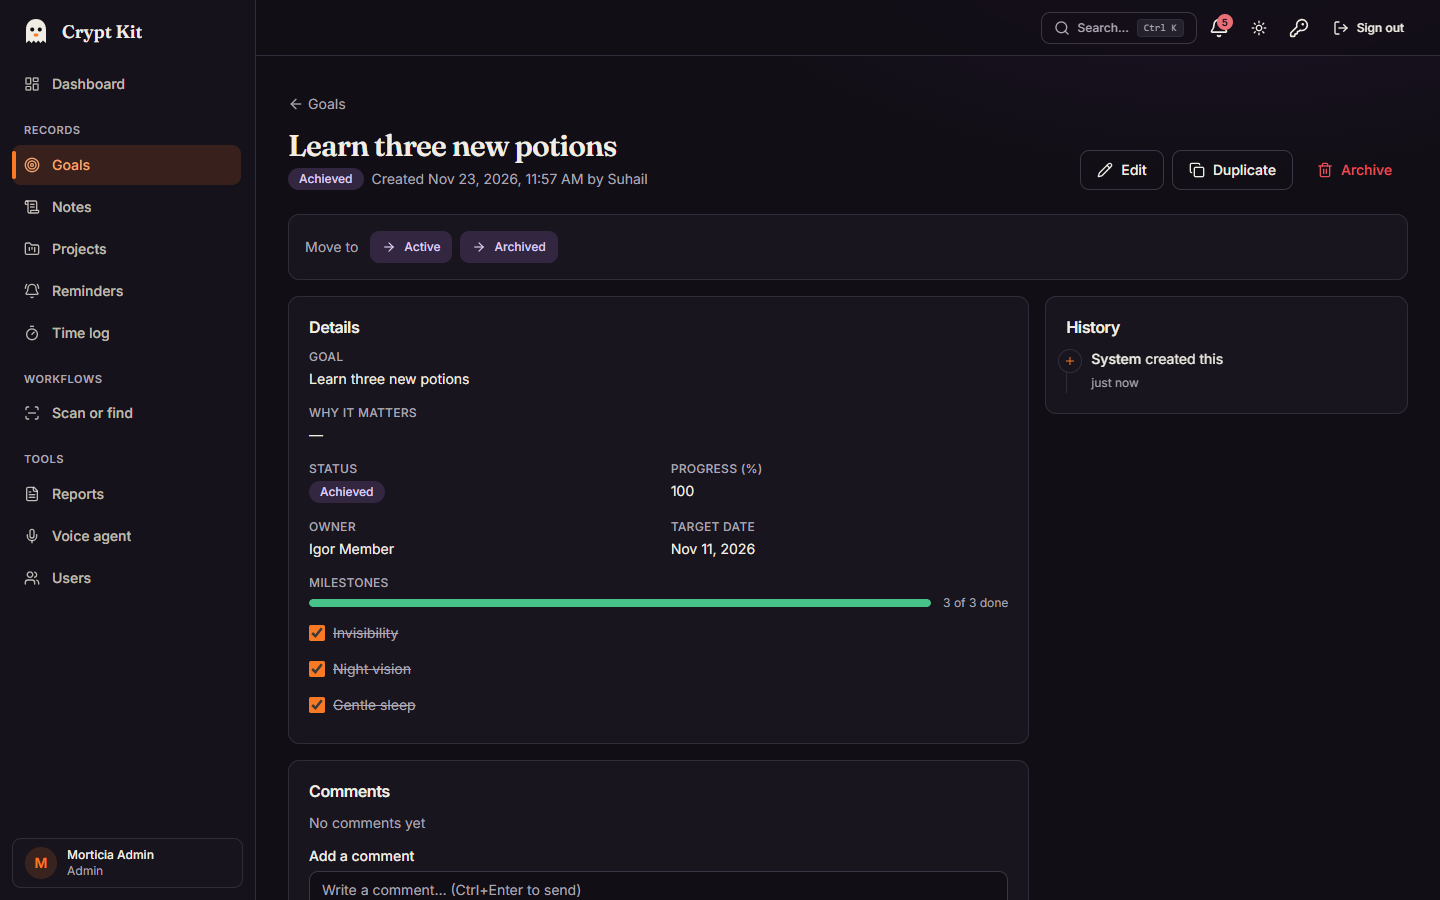 Crypt Kit
Search... Ctrl K
5
Sign out
Dashboard
RECORDS
Goals
Notes
Projects
Reminders
Time log
WORKFLOWS
Scan or find
TOOLS
Reports
Voice agent
Users
M
Morticia Admin
Admin
Goals
Learn three new potions
Achieved Created Nov 23, 2026, 11:57 AM by Suhail
Edit
Duplicate
Archive
Move to
Active
Archived
Details
GOAL
Learn three new potions
WHY IT MATTERS
—
STATUS
Achieved
PROGRESS (%)
100
OWNER
Igor Member
TARGET DATE
Nov 11, 2026
MILESTONES
3 of 3 done
Invisibility
Night vision
Gentle sleep
History
System created this
just now
Comments
No comments yet
Add a comment
Write a comment... (Ctrl+Enter to send)